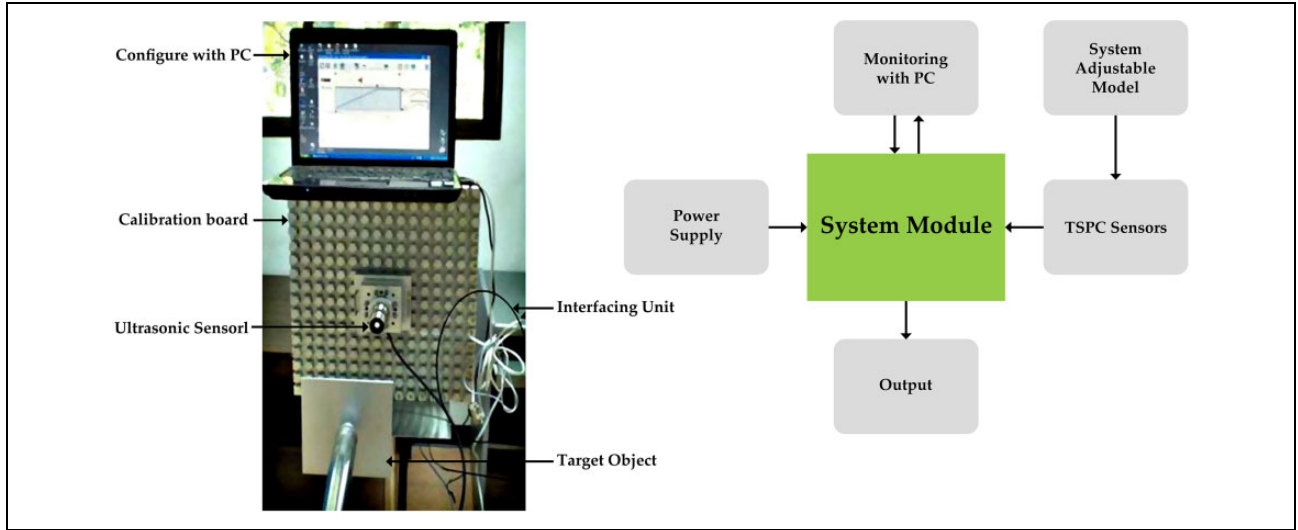 Configure with PC
Calibration board
Ultrasonic Sensorl
Interfacing Unit
Target Object
Monitoring
with PC
System
Adjustable
Model
Power
Supply
System Module
TSPC Sensors
Output